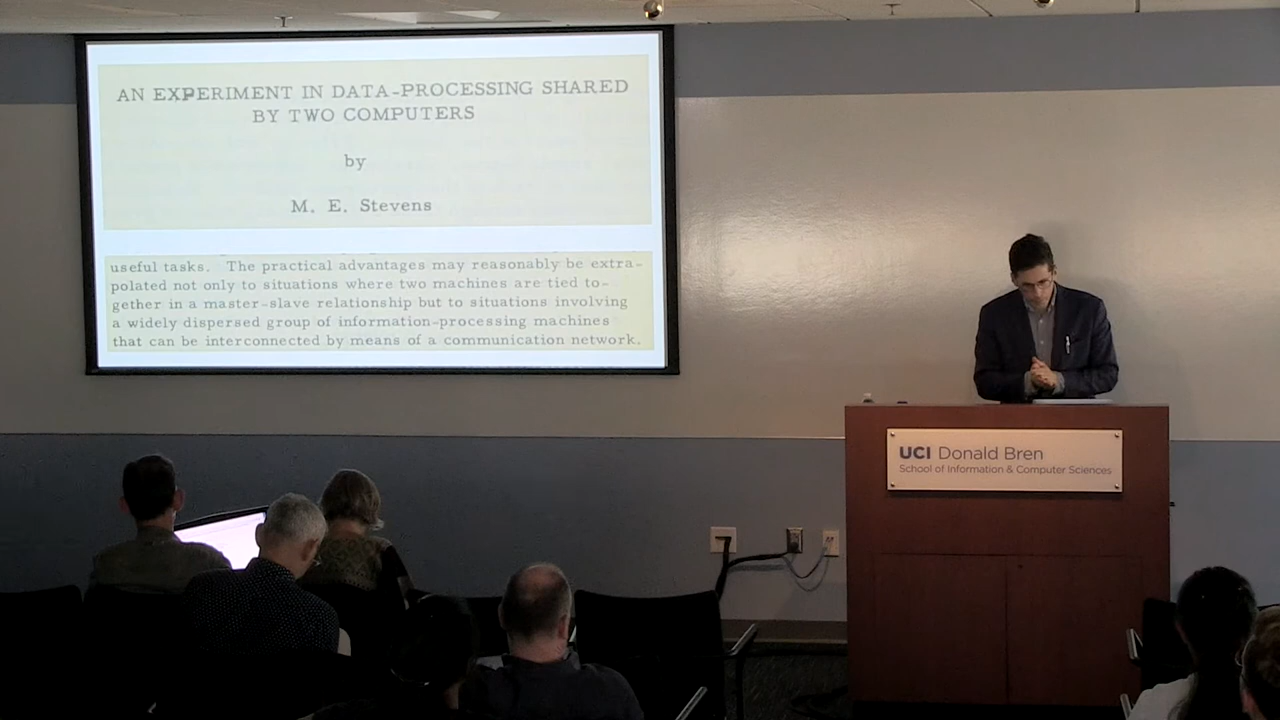 AN EXPERIMENT IN DATA-PROCESSING SHARED
BY TWO COMPUTERS
by
M. E. Stevens
useful tasks. The practical advantages may reasonably be extra-
polated not only to situations where two machines are tied to-
gether in a master-slave relationship but to situations involving
a widely dispersed group of information-processing machines
that can be interconnected by means of a communication network.
UCI Donald Bren
School of Information & Computer Sciences